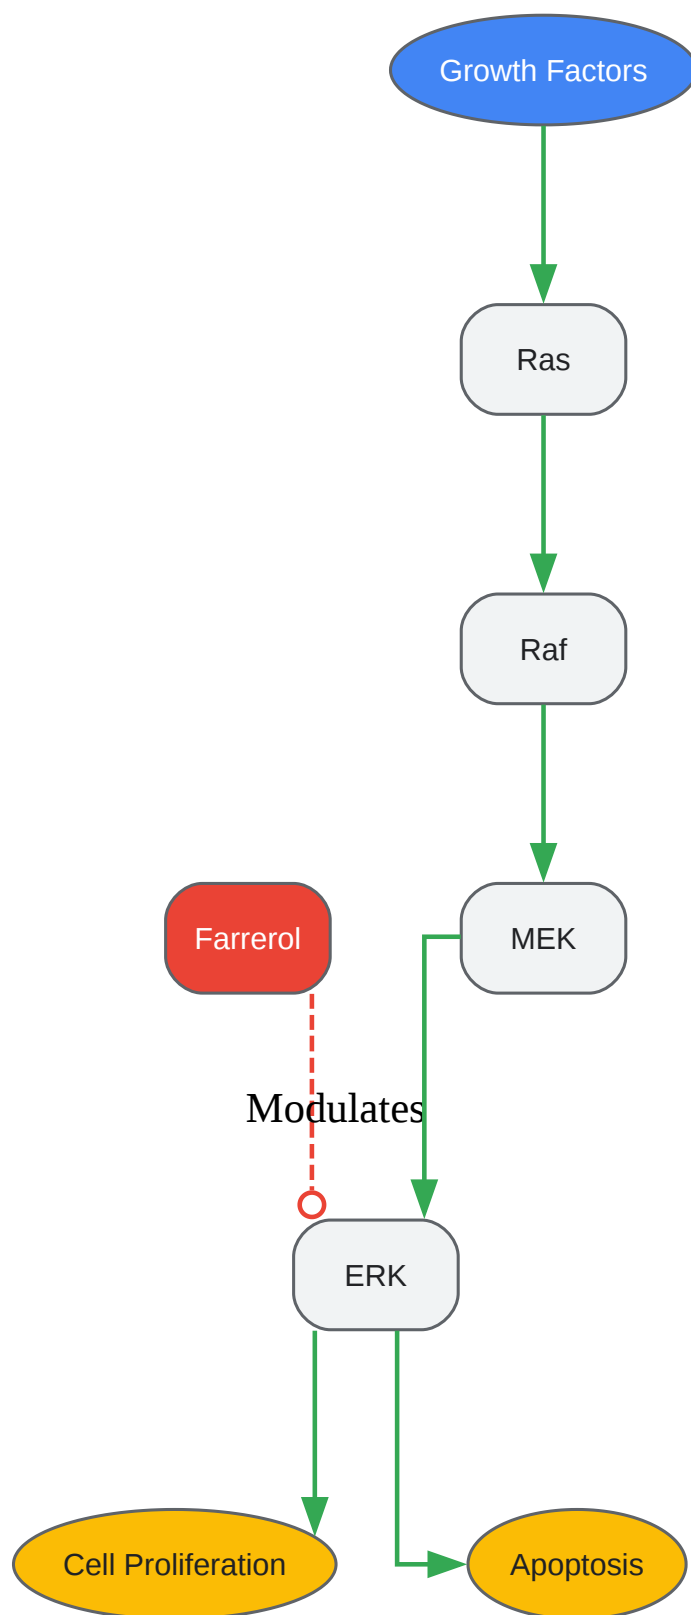 Growth Factors
Ras
Raf
Farrerol
MEK
Modulates
ERK
Cell Proliferation
Apoptosis